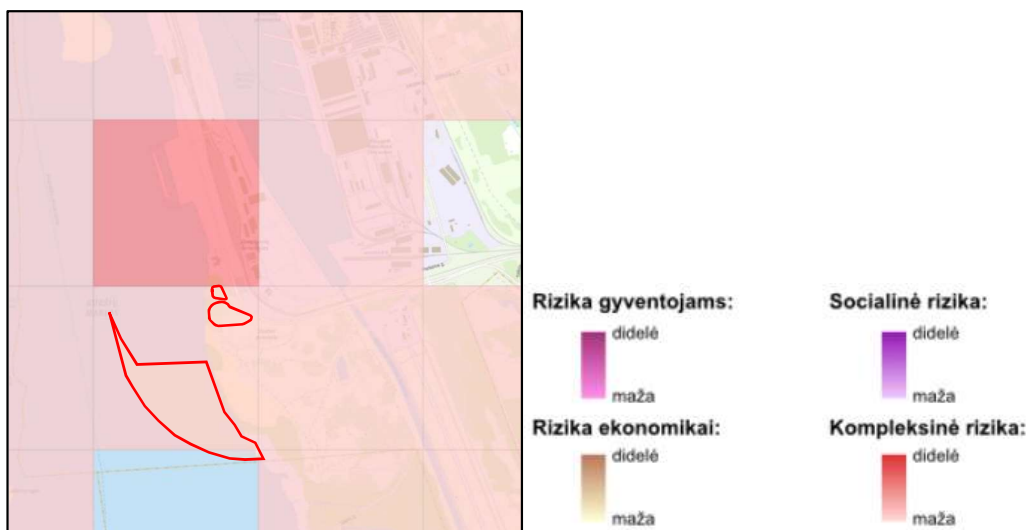 Rizika gyventojams:
didelė
maža
Socialinė rizika:
didelė
maža
Rizika ekonomikai:
didelė
maža
Kompleksinė rizika:
didelė
maža